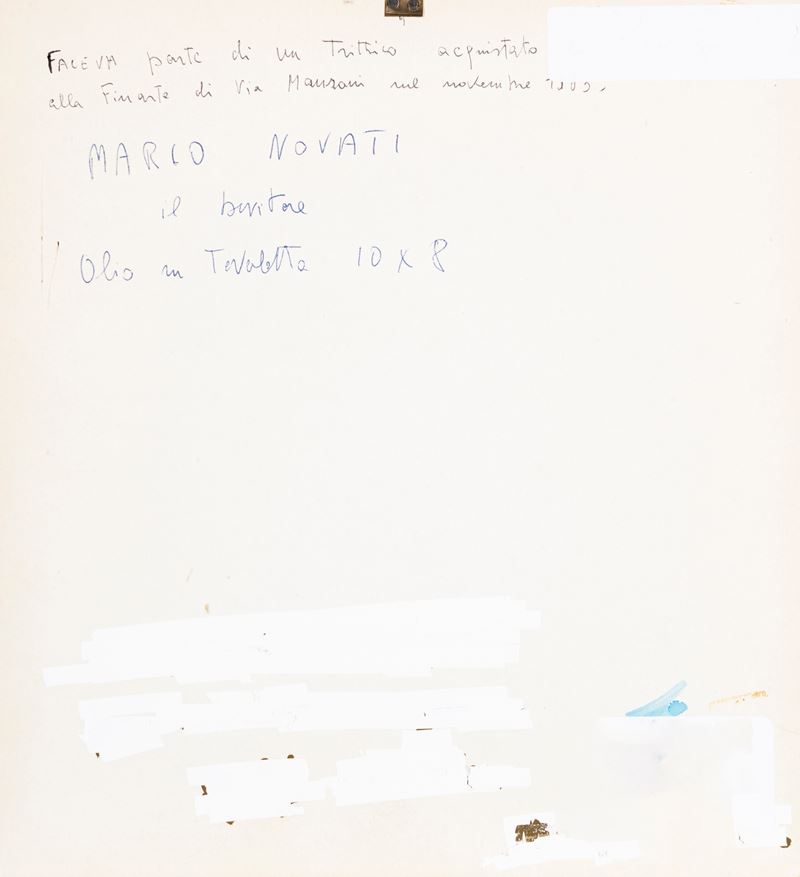 FACEVA parte di un Trittico acquistato
alla Finarte di Via Manzoni nel novembre
MARIO NOVATI
il bevitore
Olio su Tavoletta 10 x 8